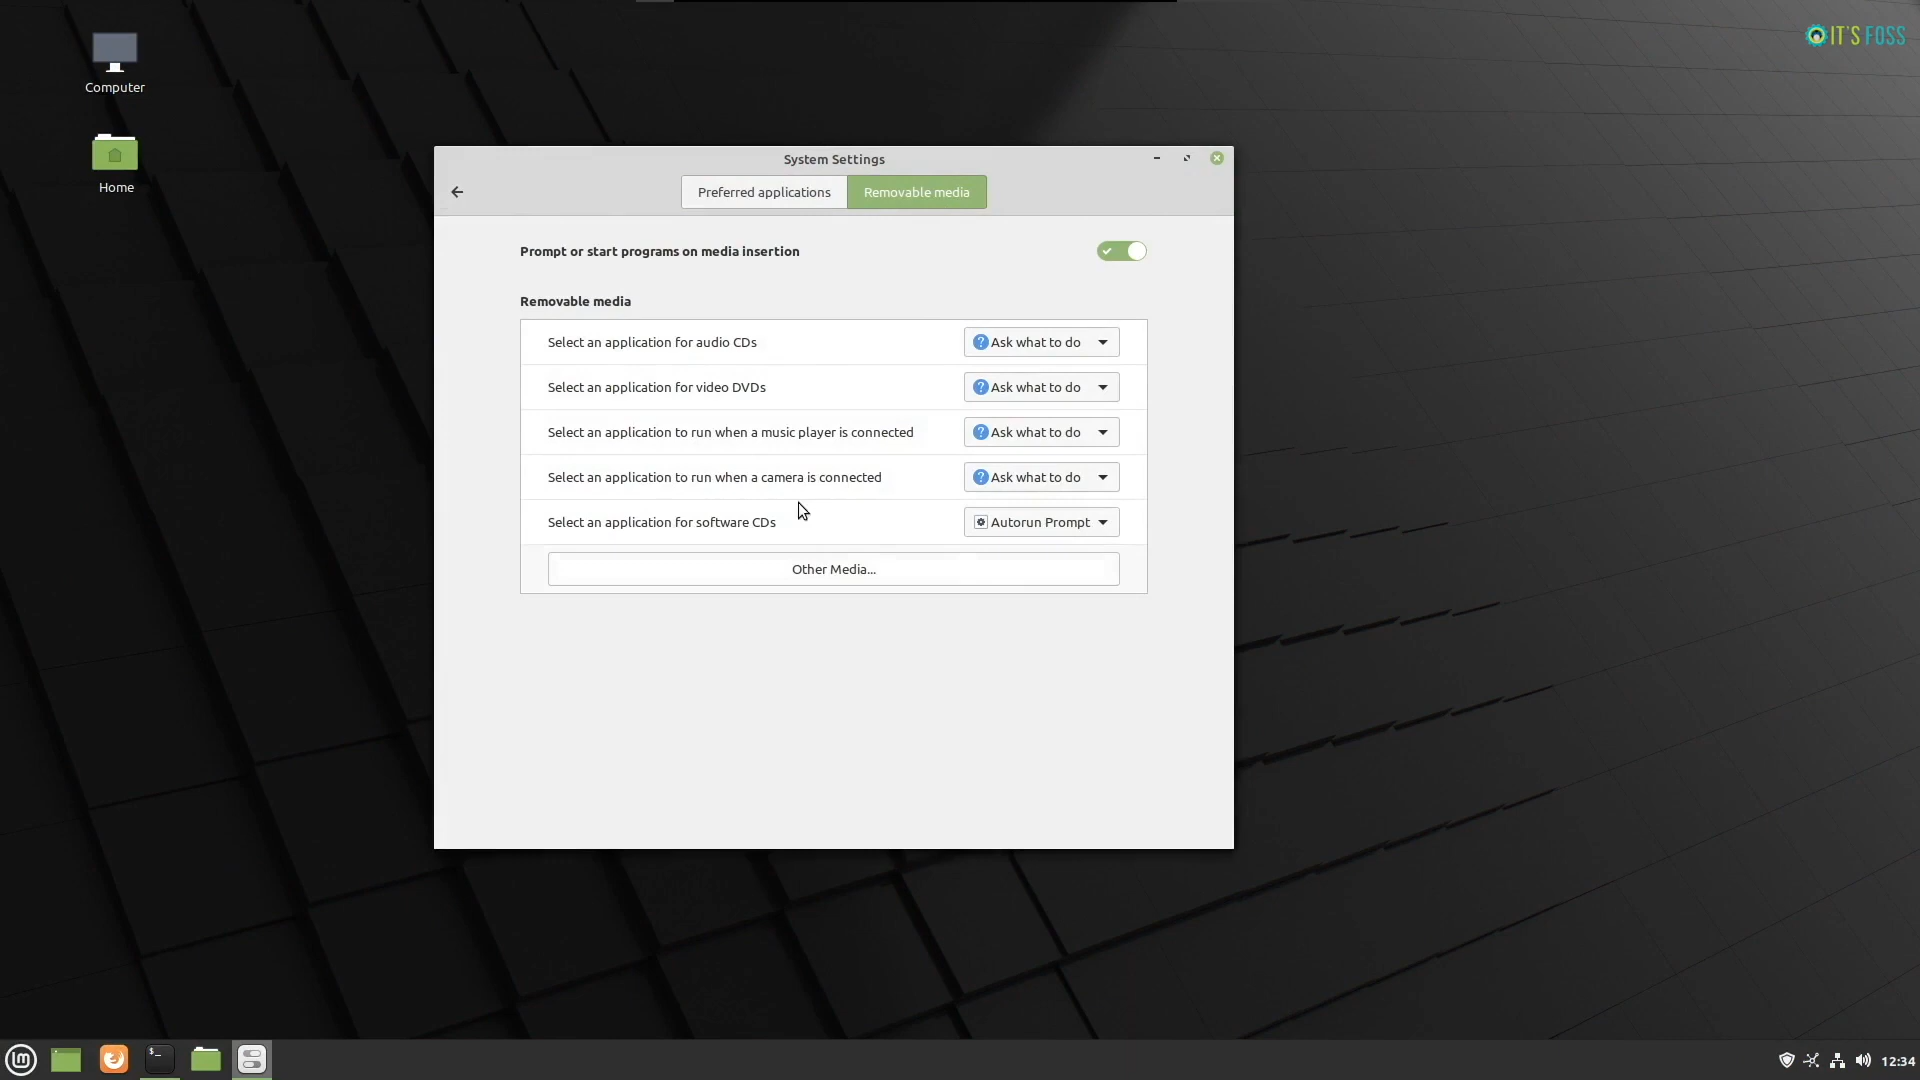 IT'S FOSS
Computer
Home
System Settings
Preferred applications
Removable media
Prompt or start programs on media insertion
Removable media
Select an application for audio CDs
Ask what to do
Select an application for video DVDs
Ask what to do
Select an application to run when a music player is connected
Ask what to do
Select an application to run when a camera is connected
Ask what to do
Select an application for software CDs
Autorun Prompt
Other Media...
12:34